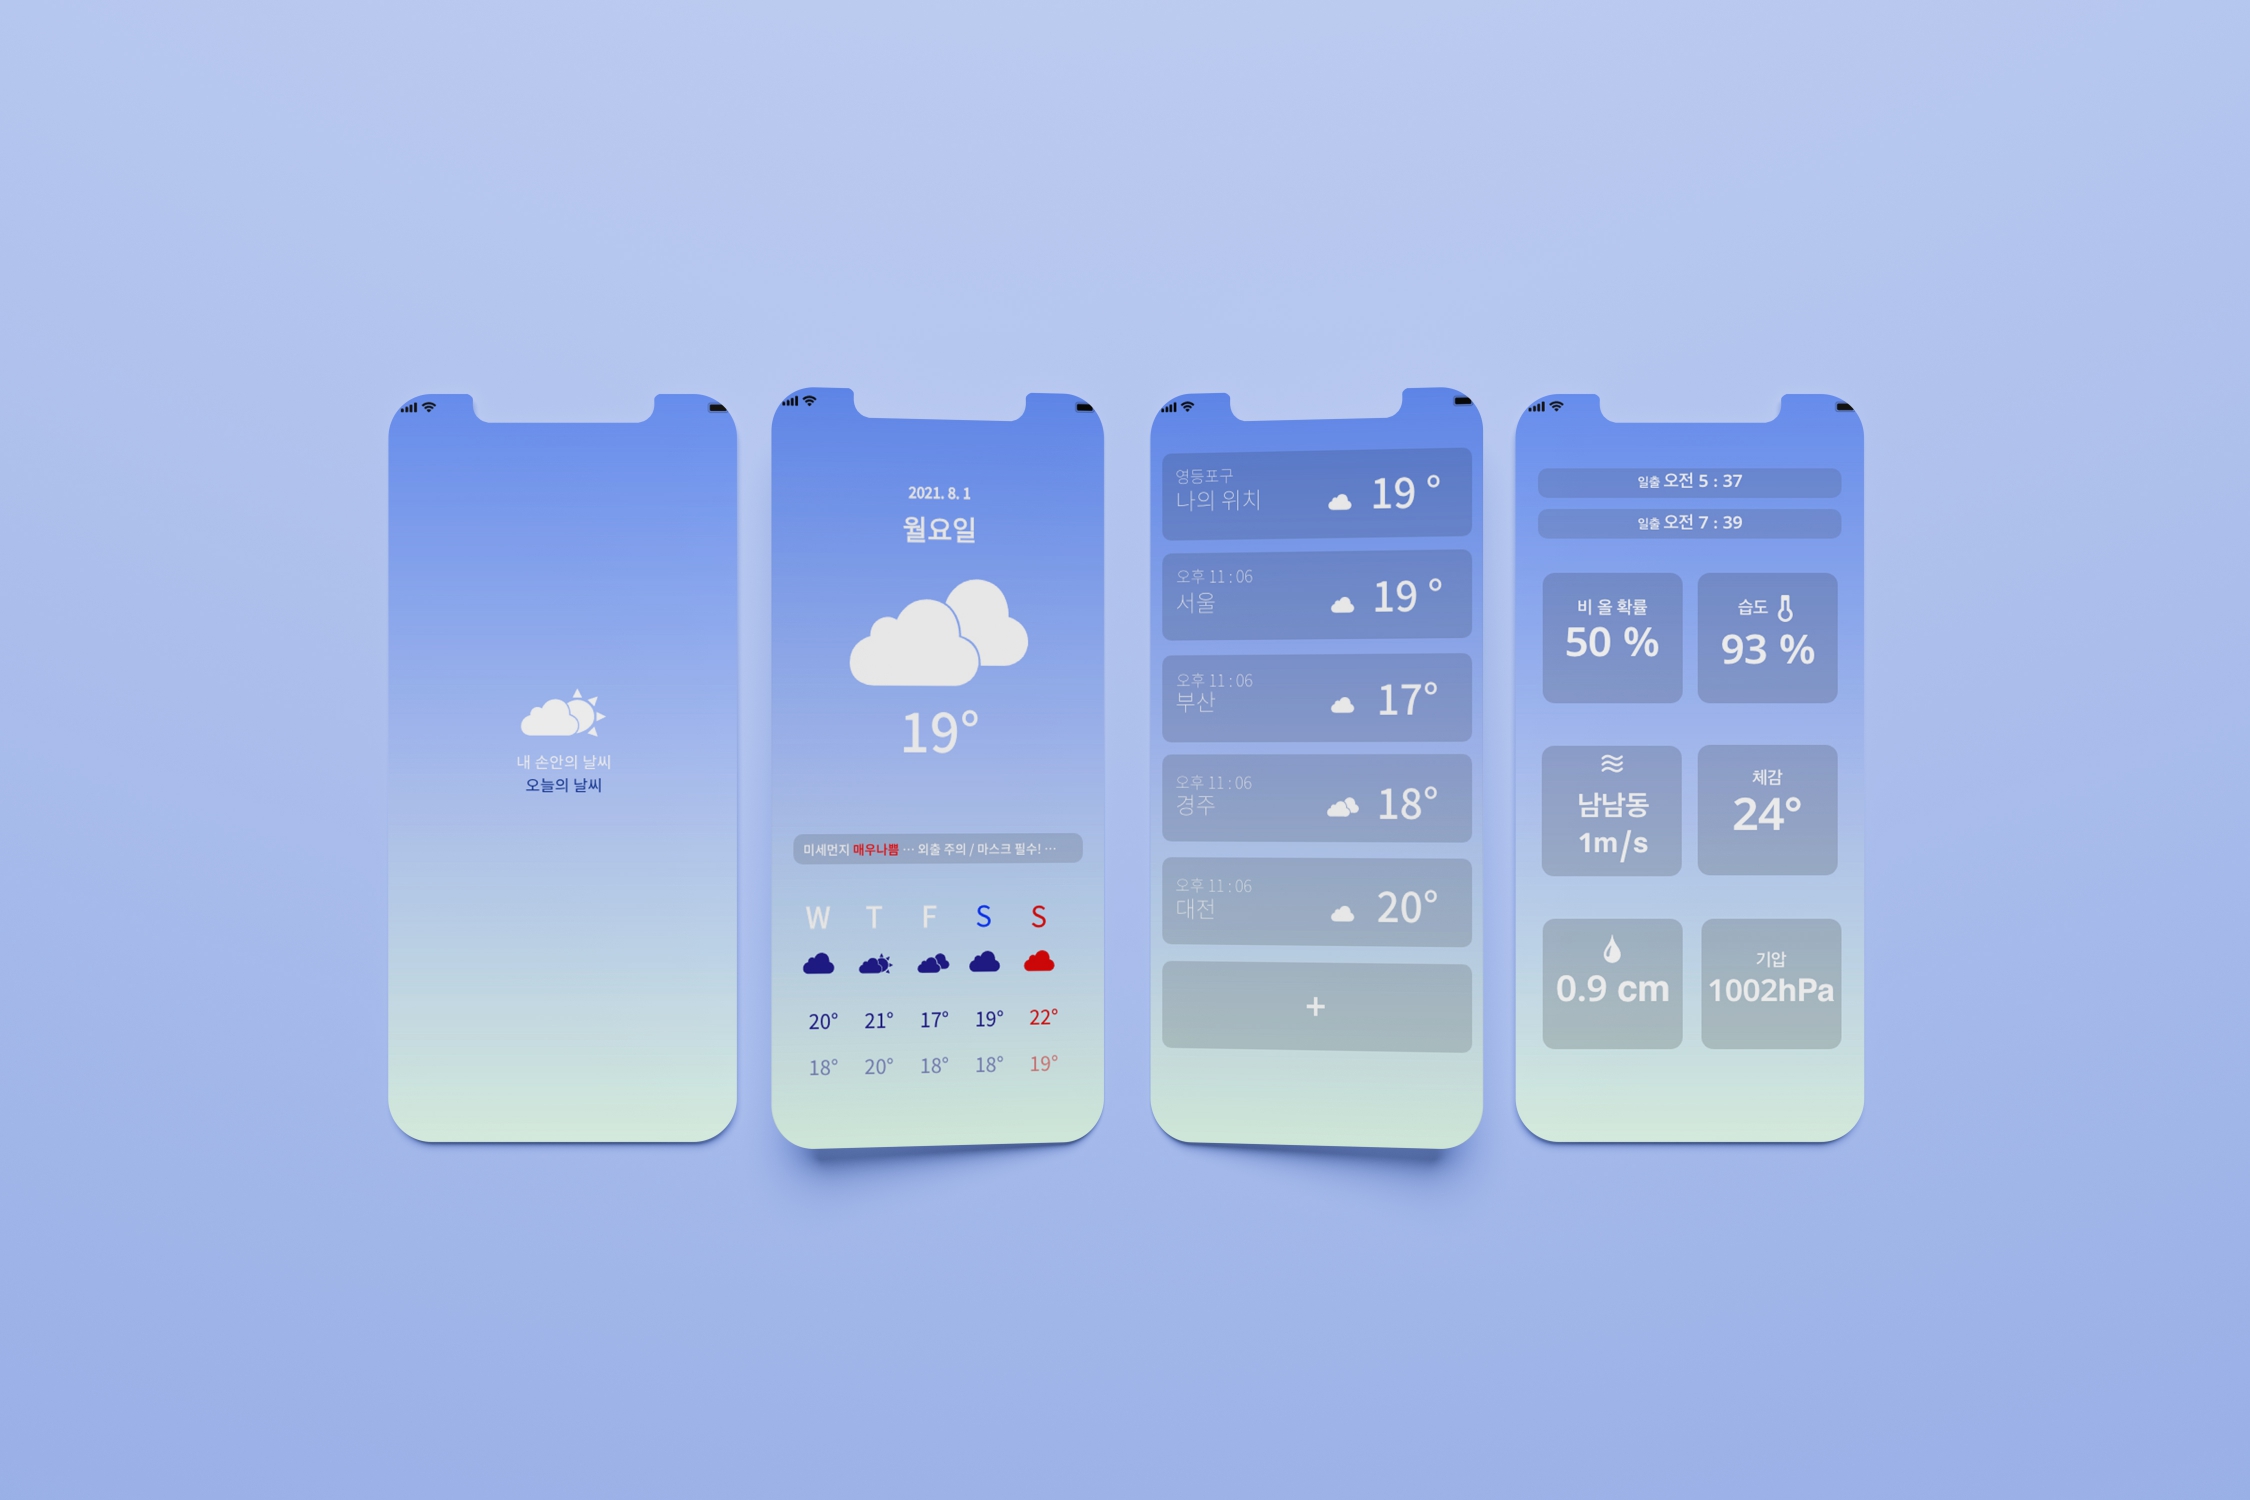 내 손안의 날씨
오늘의 날씨
2021. 8. 1
월요일
19°
미세먼지 매우나쁨 ··· 외출 주의 / 마스크 필수! ···
W T F S S
20° 21° 17° 19° 22°
18° 20° 18° 18° 19°
영등포구
나의 위치
19 °
오후 11 : 06
서울
19 °
오후 11 : 06
부산
17°
오후 11 : 06
경주
18°
오후 11 : 06
대전
20°
+
일출 오전 5 : 37
일출 오전 7 : 39
비 올 확률
50 %
습도
93 %
남남동
1m/s
체감
24°
0.9 cm
기압
1002hPa